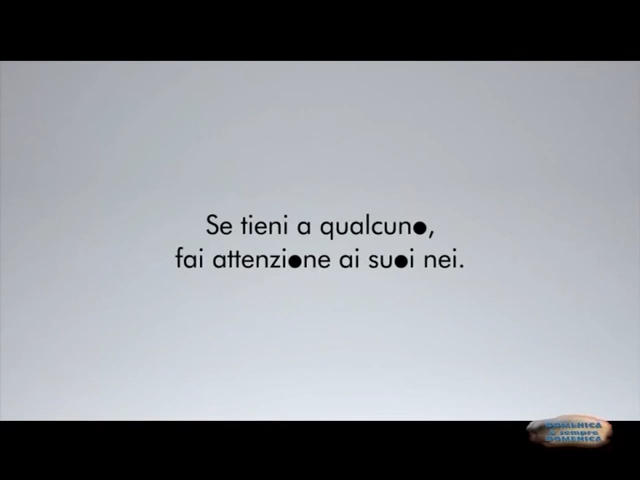 Se tieni a qualcuno,
fai attenzione ai suoi nei.
DOMENICA
è sempre
DOMENICA